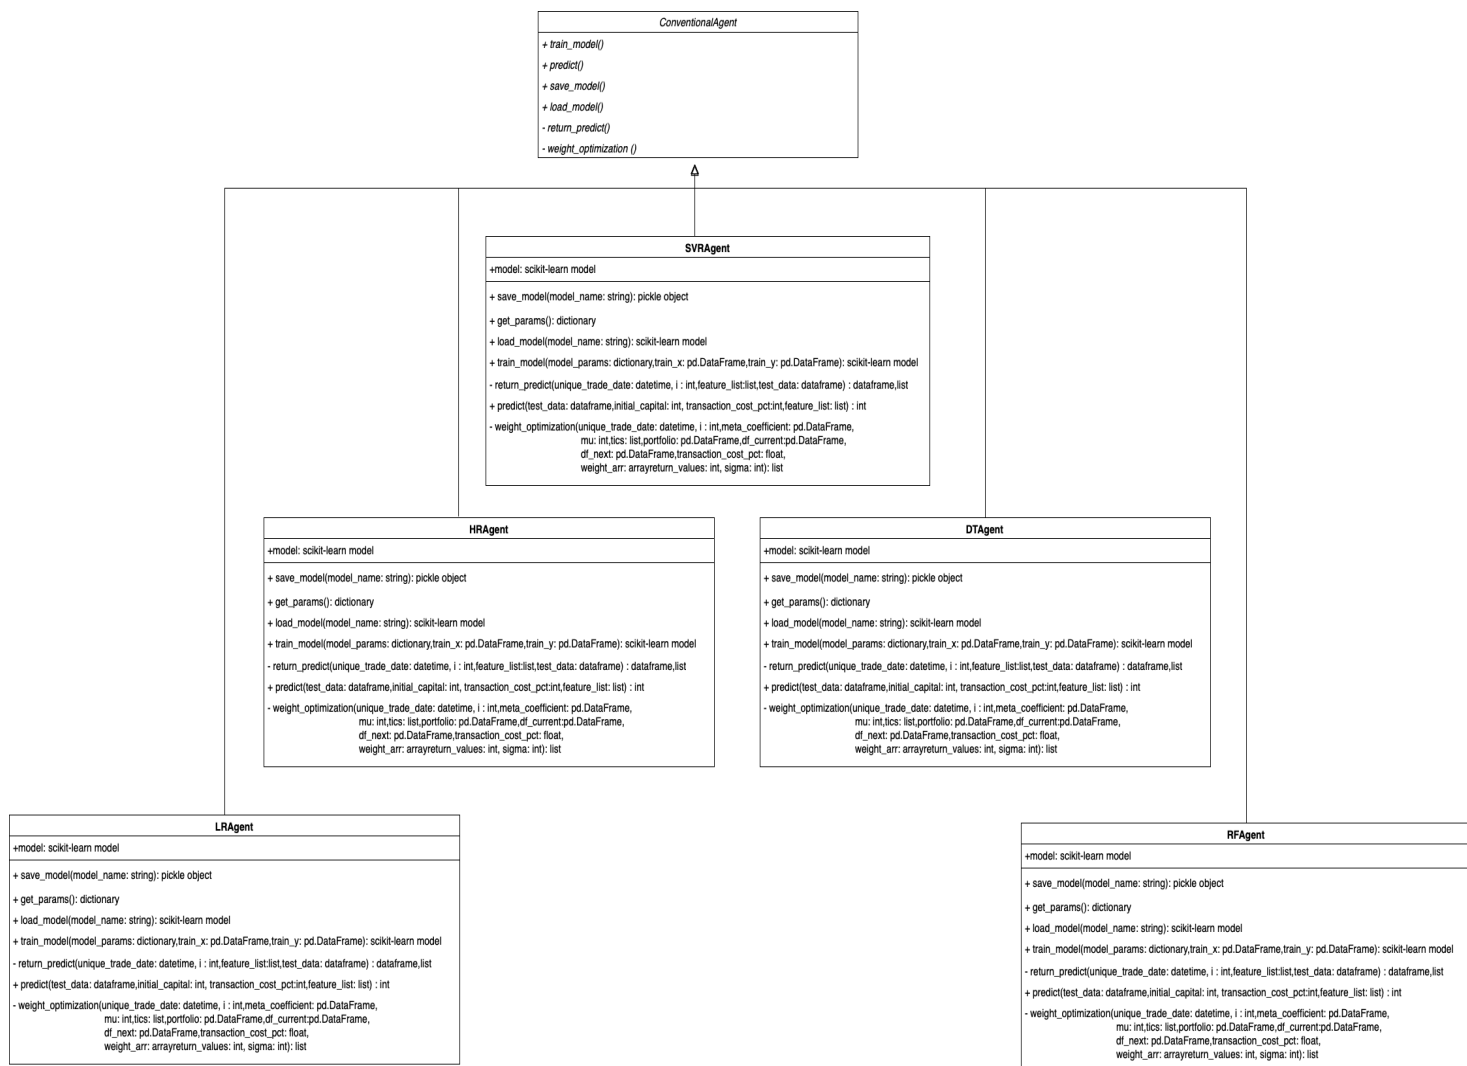 ConventionalAgent
+ train_model()
+ predict()
+ save_model()
+ load_model()
- return_predict()
- weight_optimization ()
SVRAgent
+model: scikit-learn model
+ save_model(model_name: string): pickle object
+ get_params(): dictionary
+ load_model(model_name: string): scikit-learn model
+ train_model(model_params: dictionary,train_x: pd.DataFrame,train_y: pd.DataFrame): scikit-learn model
- return_predict(unique_trade_date: datetime, i : int,feature_list:list,test_data: dataframe) : dataframe,list
+ predict(test_data: dataframe,initial_capital: int, transaction_cost_pct:int,feature_list: list) : int
- weight_optimization(unique_trade_date: datetime, i : int,meta_coefficient: pd.DataFrame,
mu: int,tics: list,portfolio: pd.DataFrame,df_current:pd.DataFrame,
df_next: pd.DataFrame,transaction_cost_pct: float,
weight_arr: arrayreturn_values: int, sigma: int): list
HRAgent
+model: scikit-learn model
+ save_model(model_name: string): pickle object
+ get_params(): dictionary
+ load_model(model_name: string): scikit-learn model
+ train_model(model_params: dictionary,train_x: pd.DataFrame,train_y: pd.DataFrame): scikit-learn model
- return_predict(unique_trade_date: datetime, i : int,feature_list:list,test_data: dataframe) : dataframe,list
+ predict(test_data: dataframe,initial_capital: int, transaction_cost_pct:int,feature_list: list) : int
- weight_optimization(unique_trade_date: datetime, i : int,meta_coefficient: pd.DataFrame,
mu: int,tics: list,portfolio: pd.DataFrame,df_current:pd.DataFrame,
df_next: pd.DataFrame,transaction_cost_pct: float,
weight_arr: arrayreturn_values: int, sigma: int): list
DTAgent
+model: scikit-learn model
+ save_model(model_name: string): pickle object
+ get_params(): dictionary
+ load_model(model_name: string): scikit-learn model
+ train_model(model_params: dictionary,train_x: pd.DataFrame,train_y: pd.DataFrame): scikit-learn model
- return_predict(unique_trade_date: datetime, i : int,feature_list:list,test_data: dataframe) : dataframe,list
+ predict(test_data: dataframe,initial_capital: int, transaction_cost_pct:int,feature_list: list) : int
- weight_optimization(unique_trade_date: datetime, i : int,meta_coefficient: pd.DataFrame,
mu: int,tics: list,portfolio: pd.DataFrame,df_current:pd.DataFrame,
df_next: pd.DataFrame,transaction_cost_pct: float,
weight_arr: arrayreturn_values: int, sigma: int): list
LRAgent
+model: scikit-learn model
+ save_model(model_name: string): pickle object
+ get_params(): dictionary
+ load_model(model_name: string): scikit-learn model
+ train_model(model_params: dictionary,train_x: pd.DataFrame,train_y: pd.DataFrame): scikit-learn model
- return_predict(unique_trade_date: datetime, i : int,feature_list:list,test_data: dataframe) : dataframe,list
+ predict(test_data: dataframe,initial_capital: int, transaction_cost_pct:int,feature_list: list) : int
- weight_optimization(unique_trade_date: datetime, i : int,meta_coefficient: pd.DataFrame,
mu: int,tics: list,portfolio: pd.DataFrame,df_current:pd.DataFrame,
df_next: pd.DataFrame,transaction_cost_pct: float,
weight_arr: arrayreturn_values: int, sigma: int): list
RFAgent
+model: scikit-learn model
+ save_model(model_name: string): pickle object
+ get_params(): dictionary
+ load_model(model_name: string): scikit-learn model
+ train_model(model_params: dictionary,train_x: pd.DataFrame,train_y: pd.DataFrame): scikit-learn model
- return_predict(unique_trade_date: datetime, i : int,feature_list:list,test_data: dataframe) : dataframe,list
+ predict(test_data: dataframe,initial_capital: int, transaction_cost_pct:int,feature_list: list) : int
- weight_optimization(unique_trade_date: datetime, i : int,meta_coefficient: pd.DataFrame,
mu: int,tics: list,portfolio: pd.DataFrame,df_current:pd.DataFrame,
df_next: pd.DataFrame,transaction_cost_pct: float,
weight_arr: arrayreturn_values: int, sigma: int): list